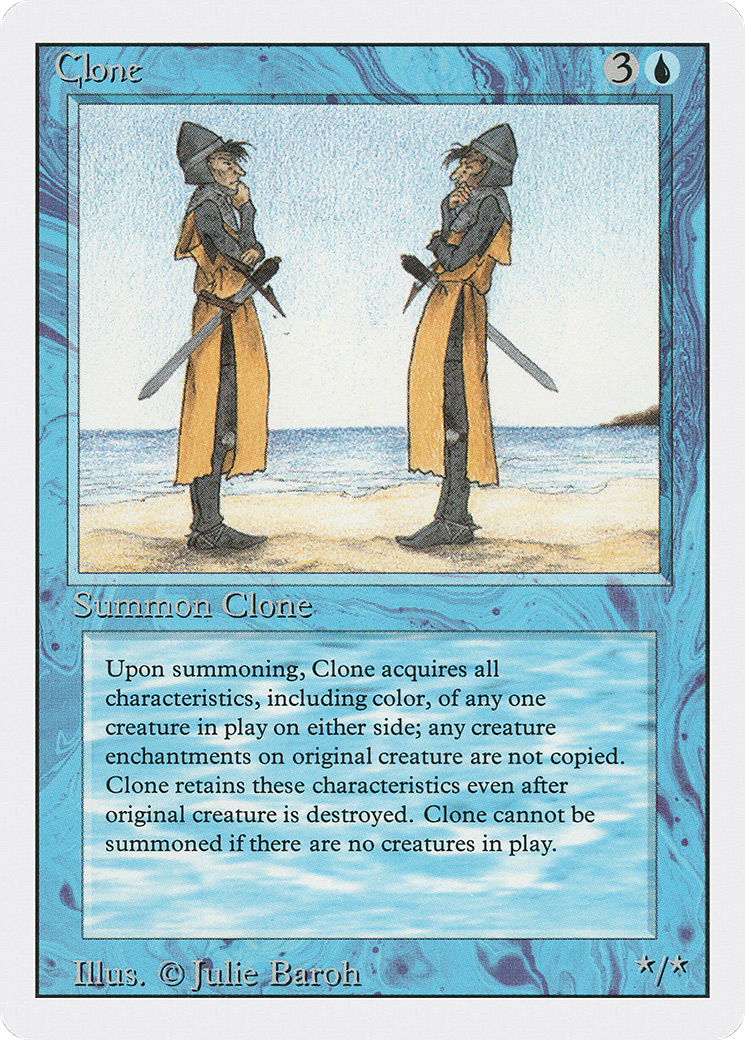 Clone 3
Summon Clone
Upon summoning, Clone acquires all
characteristics, including color, of any one
creature in play on either side; any creature
enchantments on original creature are not copied.
Clone retains these characteristics even after
original creature is destroyed. Clone cannot be
summoned if there are no creatures in play.
Illus. © Julie Baroh */*